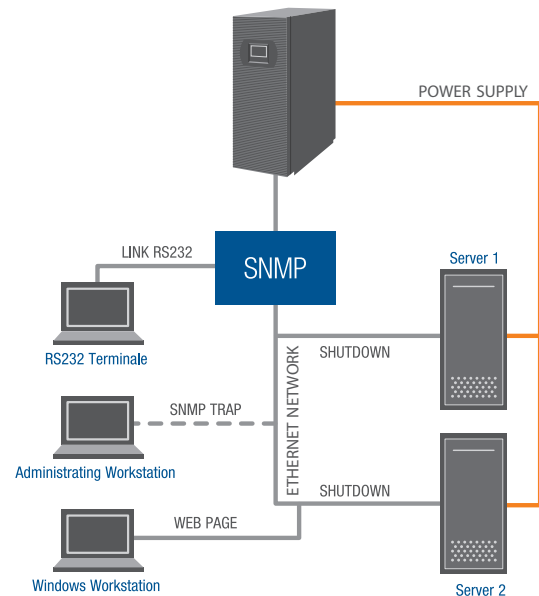 POWER SUPPLY
LINK RS232
SNMP
Server 1
RS232 Terminale
SHUTDOWN
ETHERNET NETWORK
SNMP TRAP
Administrating Workstation
SHUTDOWN
WEB PAGE
Windows Workstation
Server 2